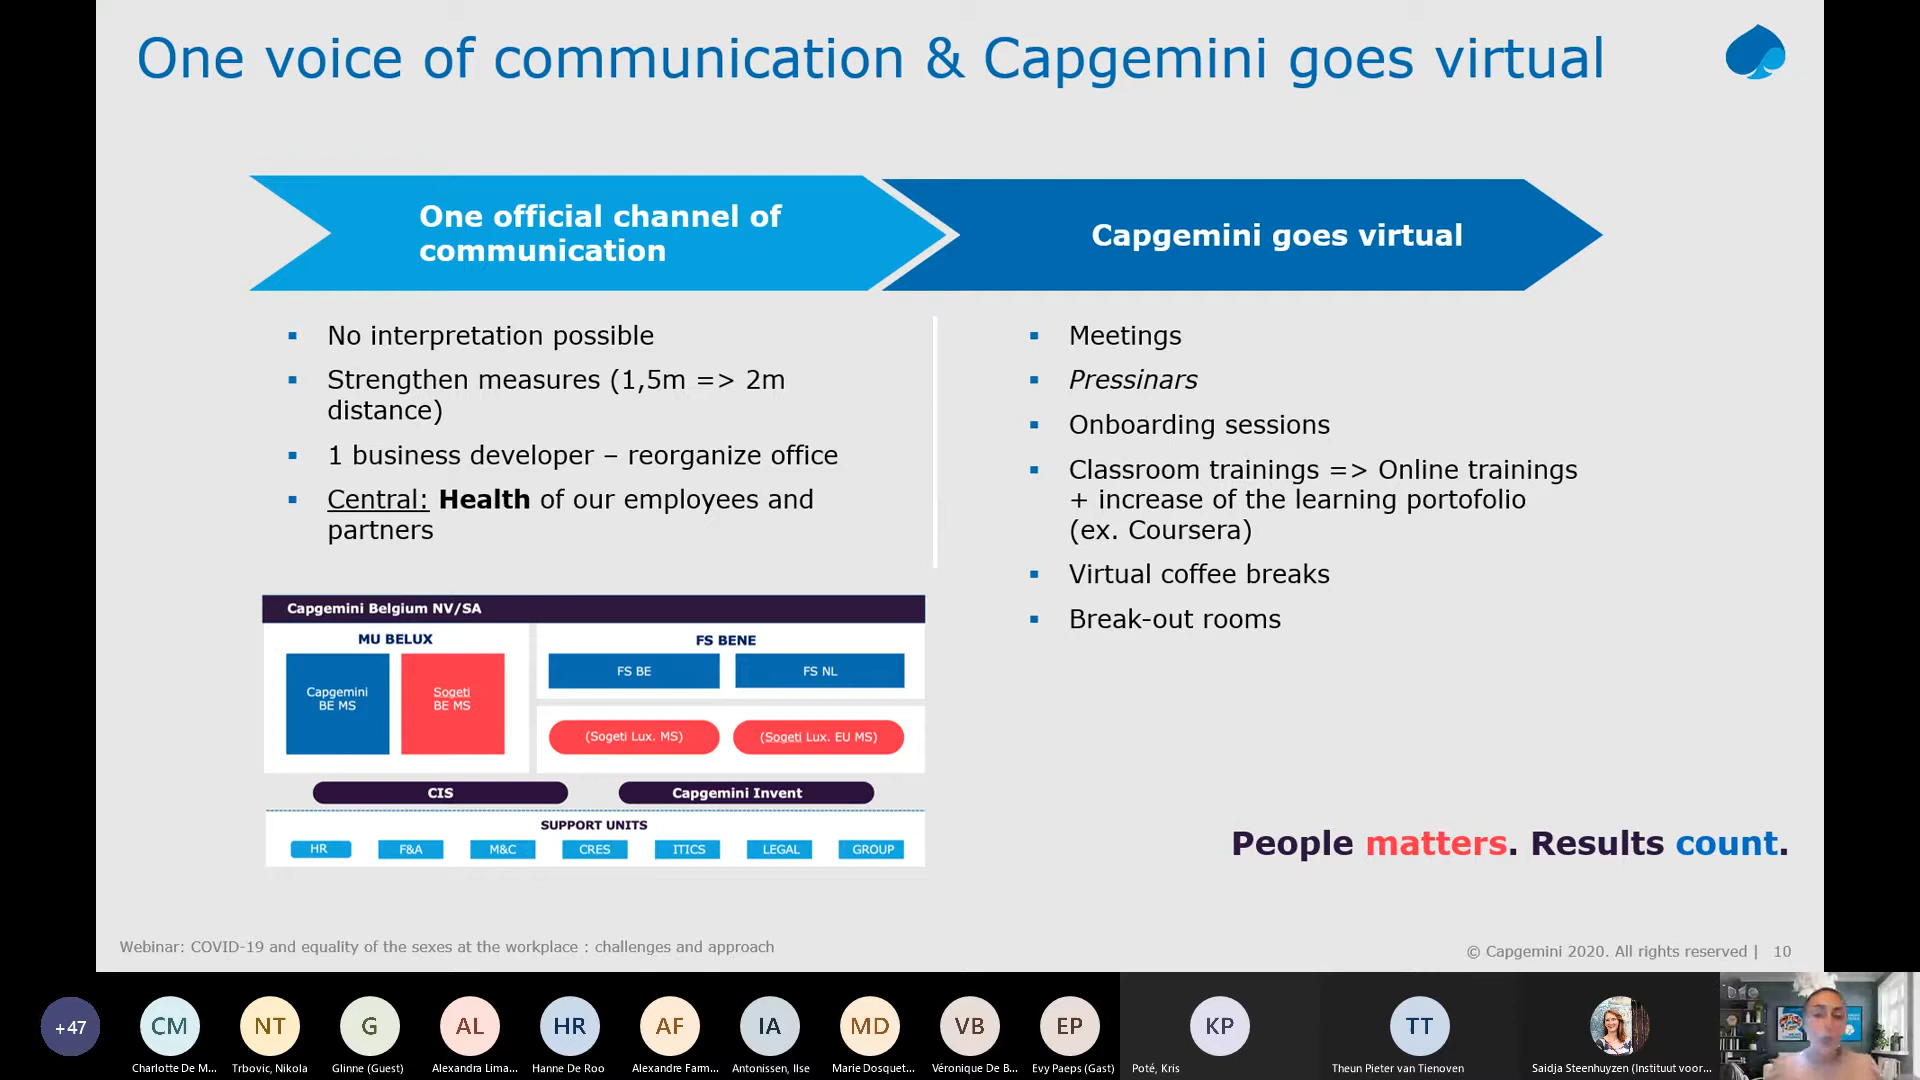 One voice of communication & Capgemini goes virtual
One official channel of
communication
Capgemini goes virtual
No interpretation possible
Strengthen measures (1,5m => 2m
distance)
1 business developer – reorganize office
Central: Health of our employees and
partners
Meetings
Pressinars
Onboarding sessions
Classroom trainings => Online trainings
+ increase of the learning portofolio
(ex. Coursera)
Virtual coffee breaks
Break-out rooms
Capgemini Belgium NV/SA
MU BELUX
Capgemini
BE MS
Sogeti
BE MS
FS BENE
FS BE
FS NL
(Sogeti Lux. MS)
(Sogeti Lux. EU MS)
CIS
Capgemini Invent
SUPPORT UNITS
HR
F&A
M&C
CRES
ITICS
LEGAL
GROUP
People matters. Results count.
Webinar: COVID-19 and equality of the sexes at the workplace : challenges and approach
© Capgemini 2020. All rights reserved | 10
+47
CM
NT
G
AL
HR
AF
IA
MD
VB
EP
KP
TT
Charlotte De M...
Trbovic, Nikola
Glinne (Guest)
Alexandra Lima...
Hanne De Roo
Alexandre Fam...
Antonissen, Ilse
Marie Dosquet...
Véronique De B...
Evy Paeps (Gast)
Poté, Kris
Theun Pieter van Tienoven
Saidja Steenhuyzen (Instituut voor...